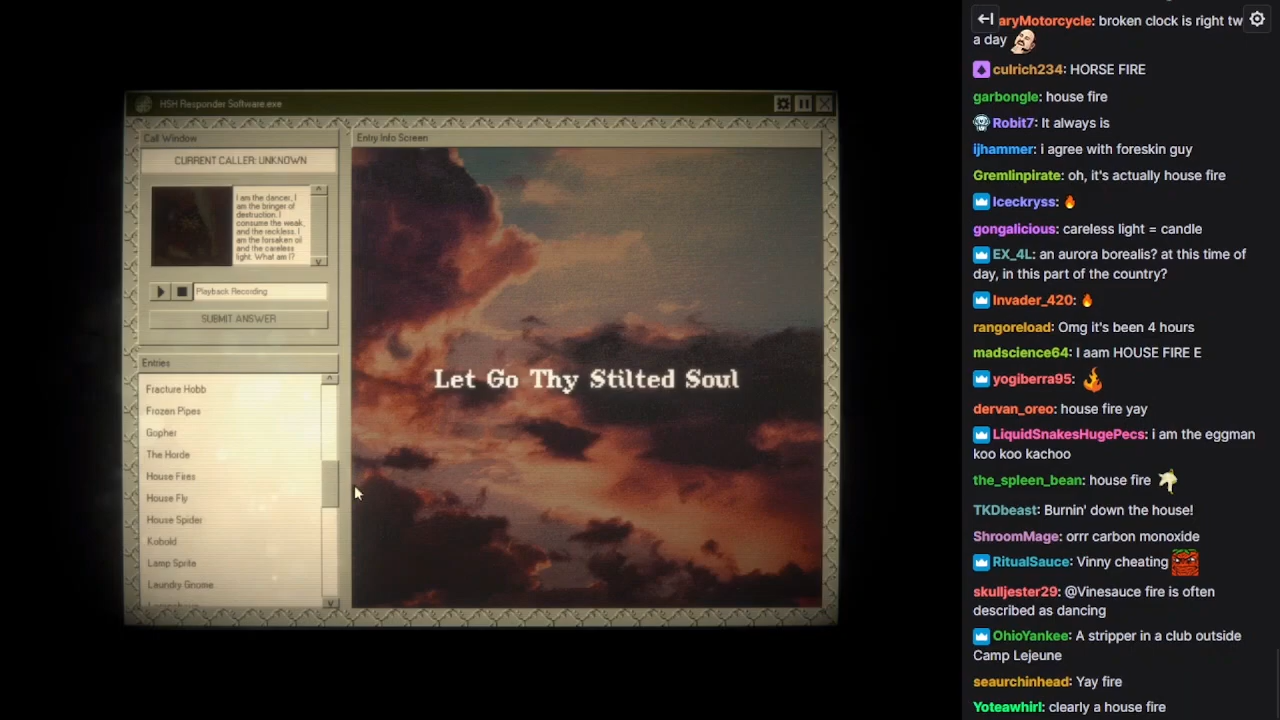 HSH Responder Software.exe
Call Window
CURRENT CALLER: UNKNOWN
I am the dancer, I
am the bringer of
destruction. I
consume the weak,
and the reckless. I
am the forsaken oil
and the careless
light. What am I?
Playback Recording
SUBMIT ANSWER
Entries
Fracture Hobb
Frozen Pipes
Gopher
The Horde
House Fires
House Fly
House Spider
Kobold
Lamp Sprite
Laundry Gnome
Entry Info Screen
Let Go Thy Stilted Soul
aryMotorcycle: broken clock is right tw
a day
culrich234: HORSE FIRE
garbongle: house fire
Robit7: It always is
ijhammer: i agree with foreskin guy
Gremlinpirate: oh, it's actually house fire
Iceckryss:
gongalicious: careless light = candle
EX_4L: an aurora borealis? at this time of
day, in this part of the country?
Invader_420:
rangoreload: Omg it's been 4 hours
madscience64: I aam HOUSE FIRE E
yogiberra95:
dervan_oreo: house fire yay
LiquidSnakesHugePecs: i am the eggman
koo koo kachoo
the_spleen_bean: house fire
TKDbeast: Burnin' down the house!
ShroomMage: orrr carbon monoxide
RitualSauce: Vinny cheating
skulljester29: @Vinesauce fire is often
described as dancing
OhioYankee: A stripper in a club outside
Camp Lejeune
seaurchinhead: Yay fire
Yoteawhirl: clearly a house fire